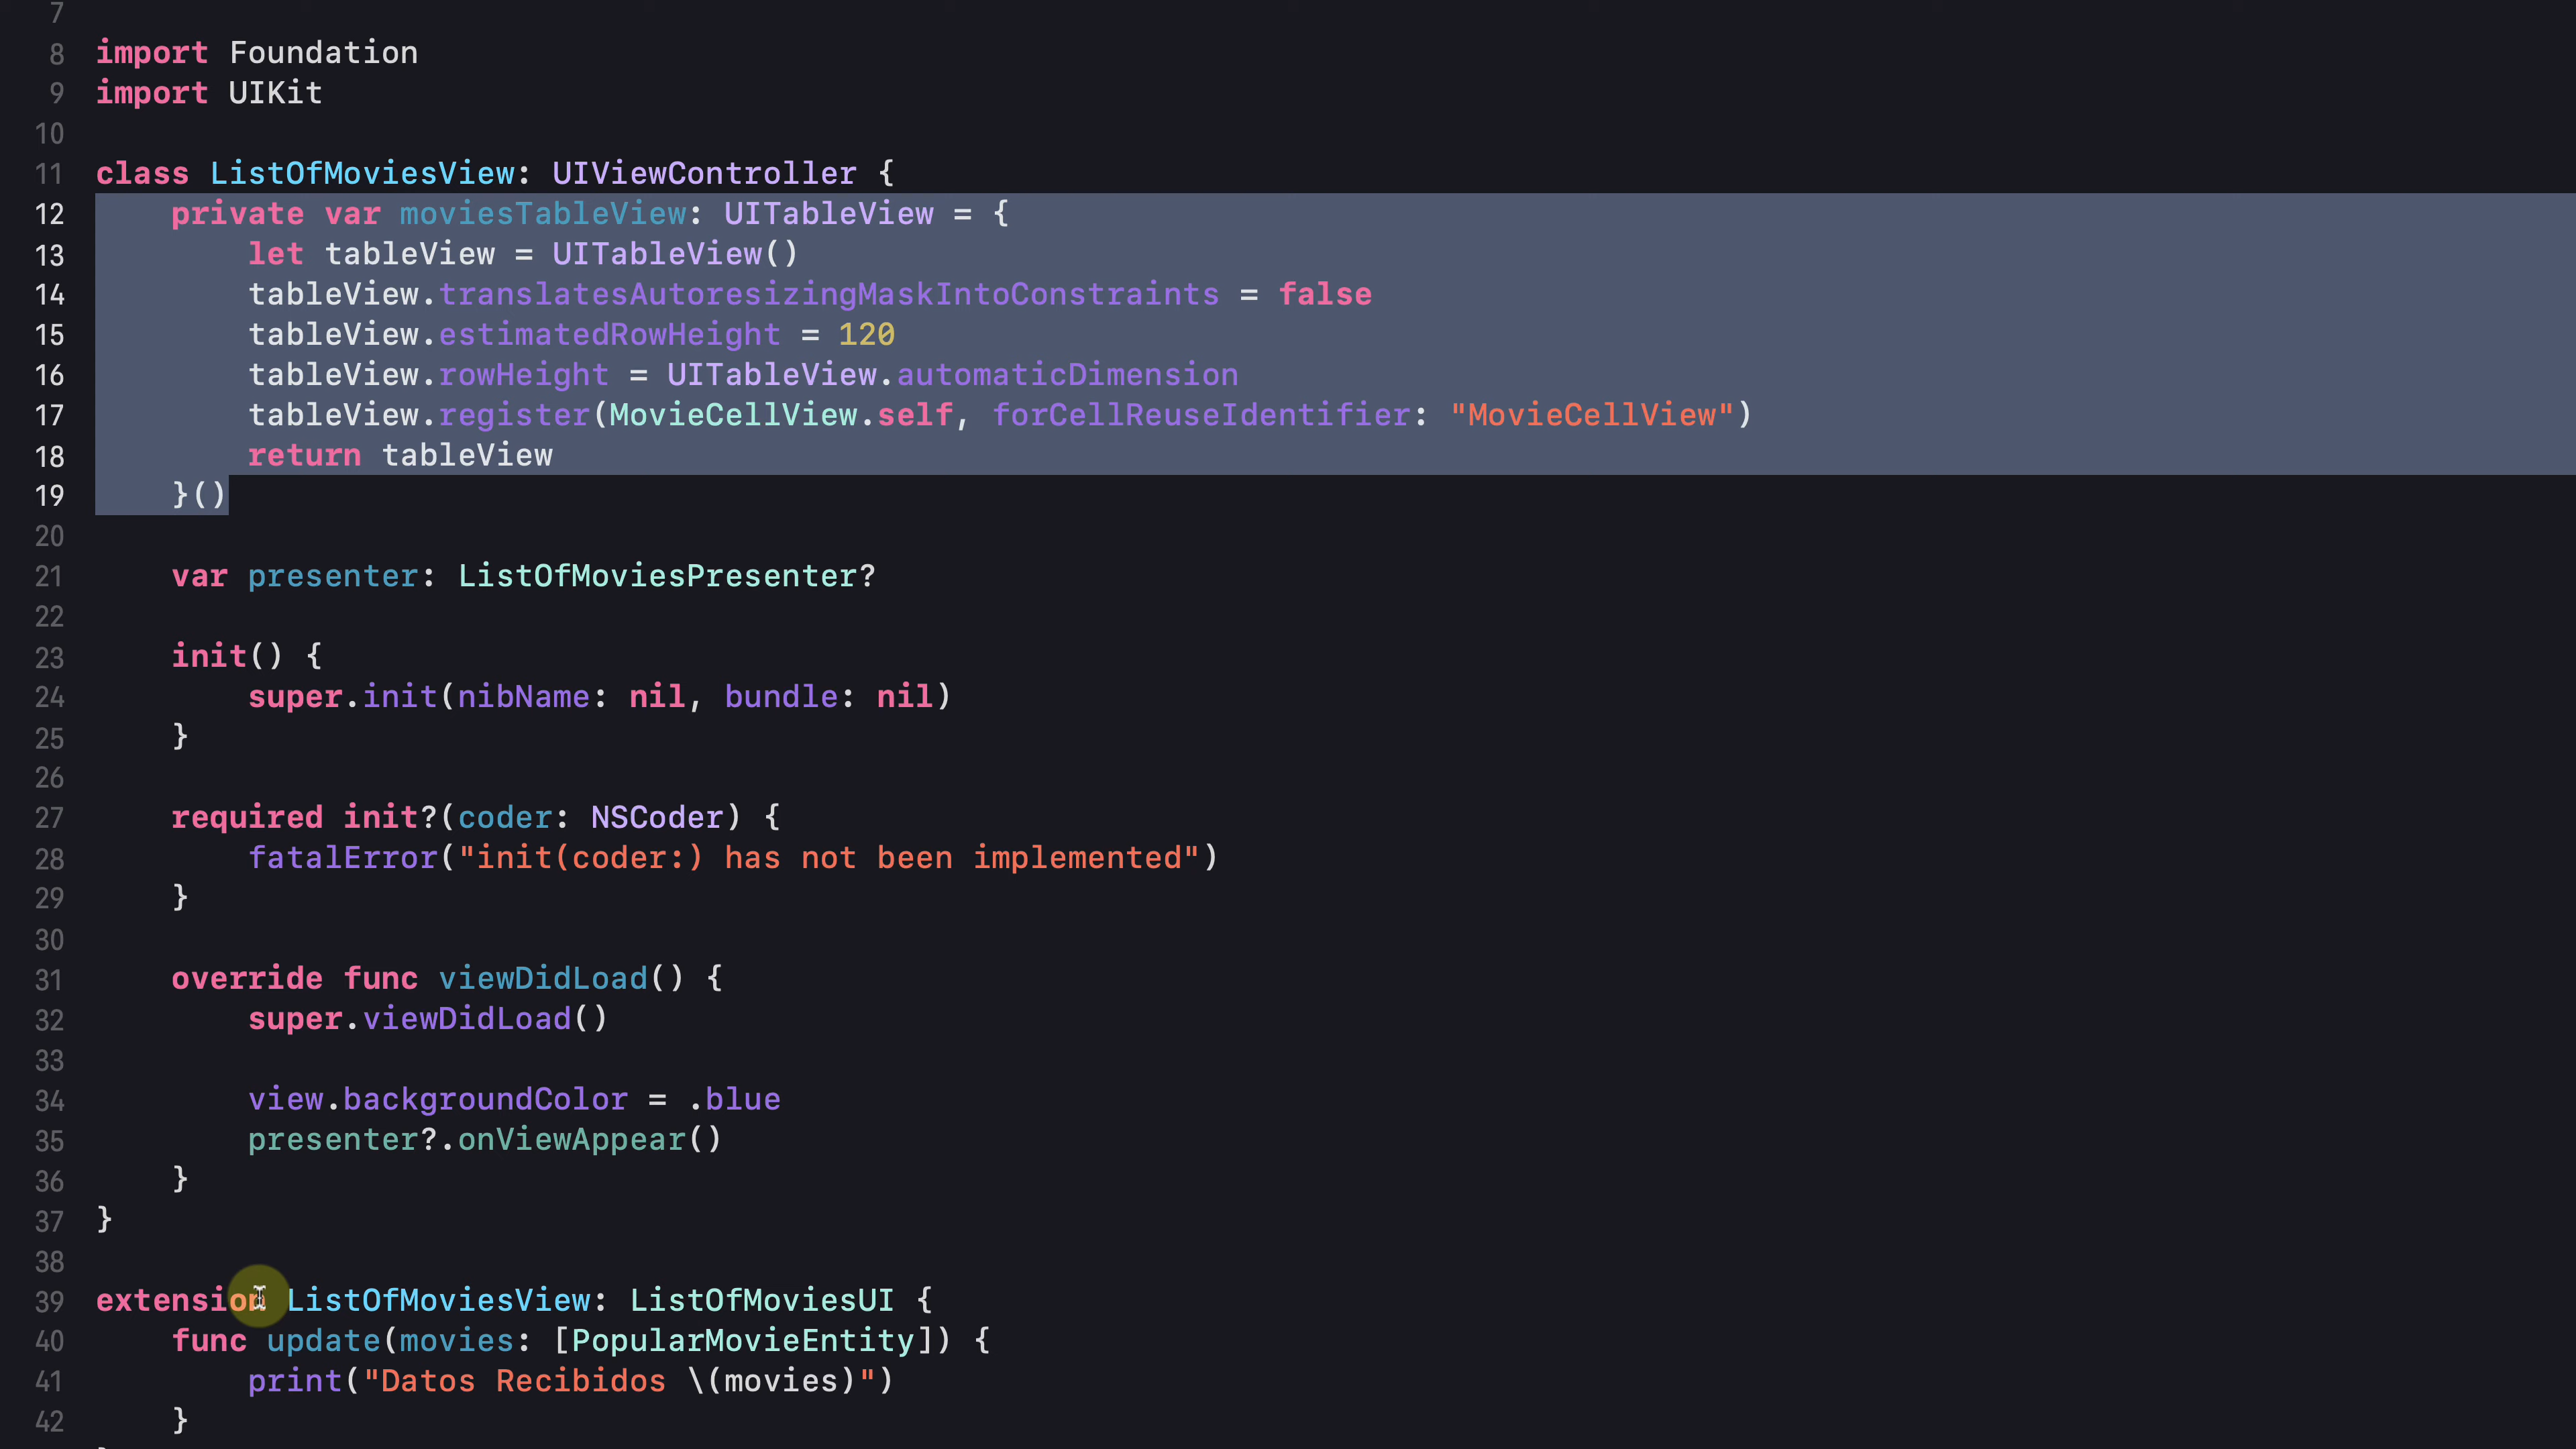 7
8 import Foundation
9 import UIKit
10
11 class ListOfMoviesView: UIViewController {
12     private var moviesTableView: UITableView = {
13         let tableView = UITableView()
14         tableView.translatesAutoresizingMaskIntoConstraints = false
15         tableView.estimatedRowHeight = 120
16         tableView.rowHeight = UITableView.automaticDimension
17         tableView.register(MovieCellView.self, forCellReuseIdentifier: "MovieCellView")
18         return tableView
19     }()
20
21     var presenter: ListOfMoviesPresenter?
22
23     init() {
24         super.init(nibName: nil, bundle: nil)
25     }
26
27     required init?(coder: NSCoder) {
28         fatalError("init(coder:) has not been implemented")
29     }
30
31     override func viewDidLoad() {
32         super.viewDidLoad()
33
34         view.backgroundColor = .blue
35         presenter?.onViewAppear()
36     }
37 }
38
39 extension ListOfMoviesView: ListOfMoviesUI {
40     func update(movies: [PopularMovieEntity]) {
41         print("Datos Recibidos \(movies)")
42     }